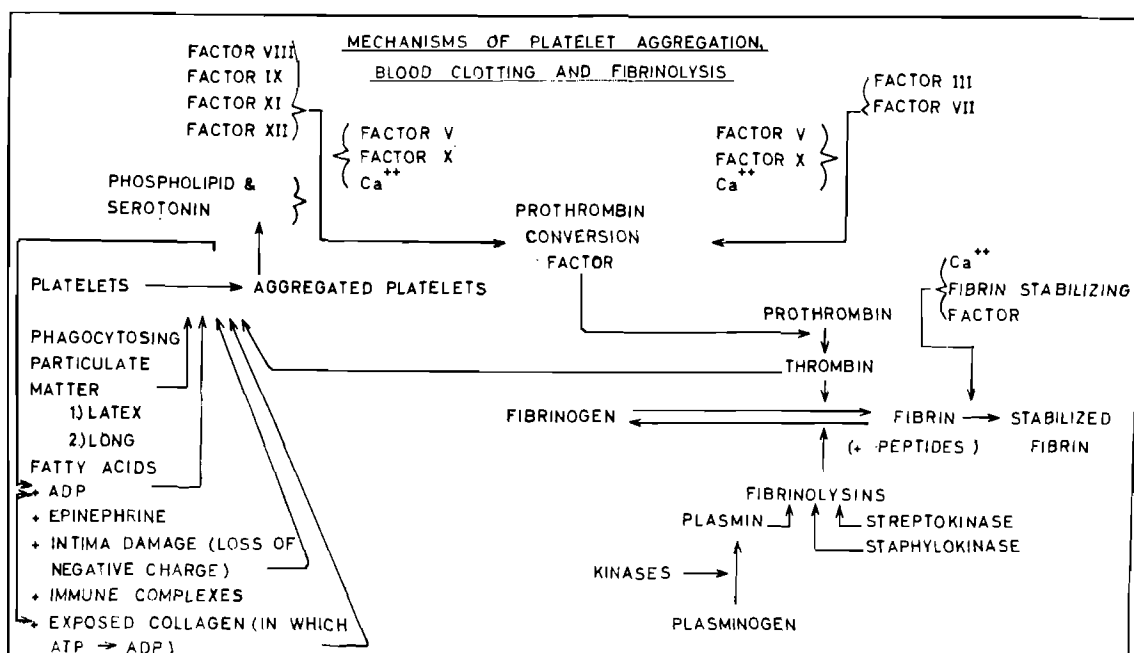 MECHANISMS OF PLATELET AGGREGATION,
BLOOD CLOTTING AND FIBRINOLYSIS
FACTOR VIII
FACTOR IX
FACTOR XI
FACTOR XII
FACTOR V
FACTOR X
Ca++
FACTOR III
FACTOR VII
FACTOR V
FACTOR X
Ca++
PHOSPHOLIPID &
SEROTONIN
PROTHROMBIN
CONVERSION
FACTOR
PLATELETS
AGGREGATED PLATELETS
Ca++
FIBRIN STABILIZING
FACTOR
PROTHROMBIN
THROMBIN
PHAGOCYTOSING
PARTICULATE
MATTER
1.) LATEX
2.) LONG
FATTY ACIDS
+ ADP
+ EPINEPHRINE
+ INTIMA DAMAGE (LOSS OF
NEGATIVE CHARGE)
+ IMMUNE COMPLEXES
+ EXPOSED COLLAGEN (IN WHICH
ATP → ADP)
FIBRINOGEN
FIBRIN
(+ PEPTIDES)
STABILIZED
FIBRIN
FIBRINOLYSINS
PLASMIN
STREPTOKINASE
STAPHYLOKINASE
KINASES
PLASMINOGEN